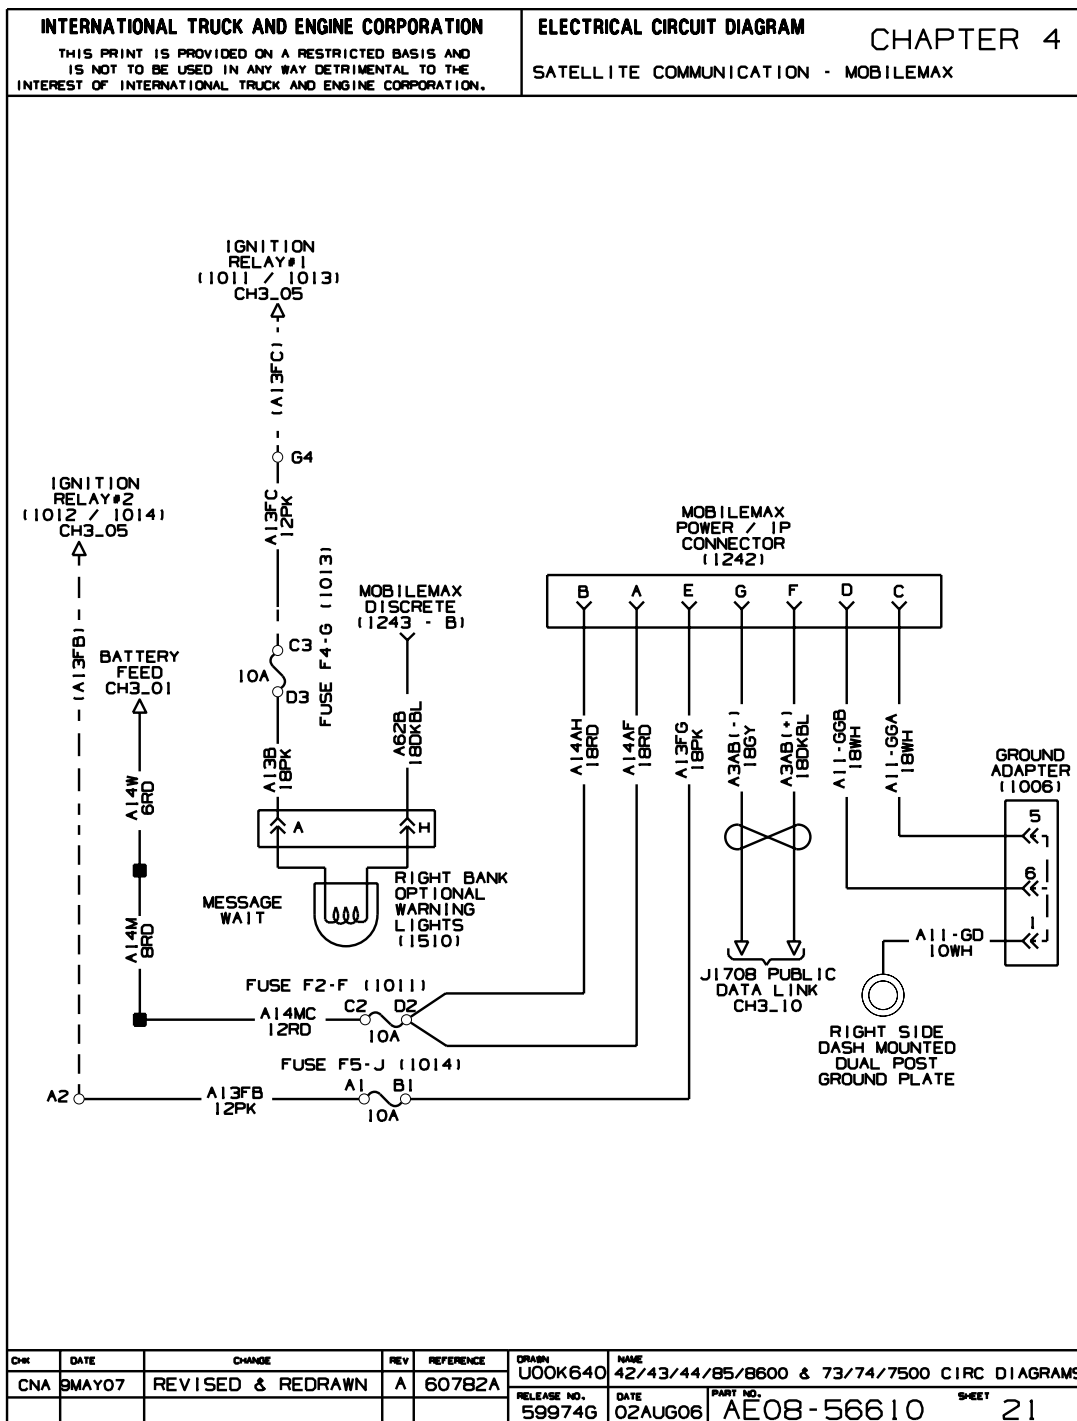 INTERNATIONAL TRUCK AND ENGINE CORPORATION
THIS PRINT IS PROVIDED ON A RESTRICTED BASIS AND
IS NOT TO BE USED IN ANY WAY DETRIMENTAL TO THE
INTEREST OF INTERNATIONAL TRUCK AND ENGINE CORPORATION.
ELECTRICAL CIRCUIT DIAGRAM
CHAPTER 4
SATELLITE COMMUNICATION - MOBILEMAX
IGNITION
RELAY#1
(1011 / 1013)
CH3_05
(A13FC)
G4
A13FC
12PK
IGNITION
RELAY#2
(1012 / 1014)
CH3_05
(A13FB)
BATTERY
FEED
CH3_01
A14W
6RD
A14M
8RD
C3
10A
D3
FUSE F4-G (1013)
A13B
18PK
MOBILEMAX
DISCRETE
(1243 - B)
A62B
18DKBL
A
H
MESSAGE
WAIT
RIGHT BANK
OPTIONAL
WARNING
LIGHTS
(1510)
MOBILEMAX
POWER / IP
CONNECTOR
(1242)
B A E G F D C
A14AH
18RD
A14AF
18RD
A13FG
18PK
A3AB(-)
18GY
A3AB(+)
18DKBL
A11-GGB
18WH
A11-GGA
18WH
GROUND
ADAPTER
(1006)
5
6
1
A11-GD
10WH
J1708 PUBLIC
DATA LINK
CH3_10
RIGHT SIDE
DASH MOUNTED
DUAL POST
GROUND PLATE
FUSE F2-F (1011)
A14MC
12RD
C2 D2
10A
FUSE F5-J (1014)
A2
A13FB
12PK
A1 B1
10A
CHK DATE CHANGE REV REFERENCE
CNA 9MAY07 REVISED & REDRAWN A 60782A
DRAWN
U00K640
NAME
42/43/44/85/8600 & 73/74/7500 CIRC DIAGRAMS
RELEASE NO.
59974G
DATE
02AUG06
PART NO.
AE08-56610
SHEET
21